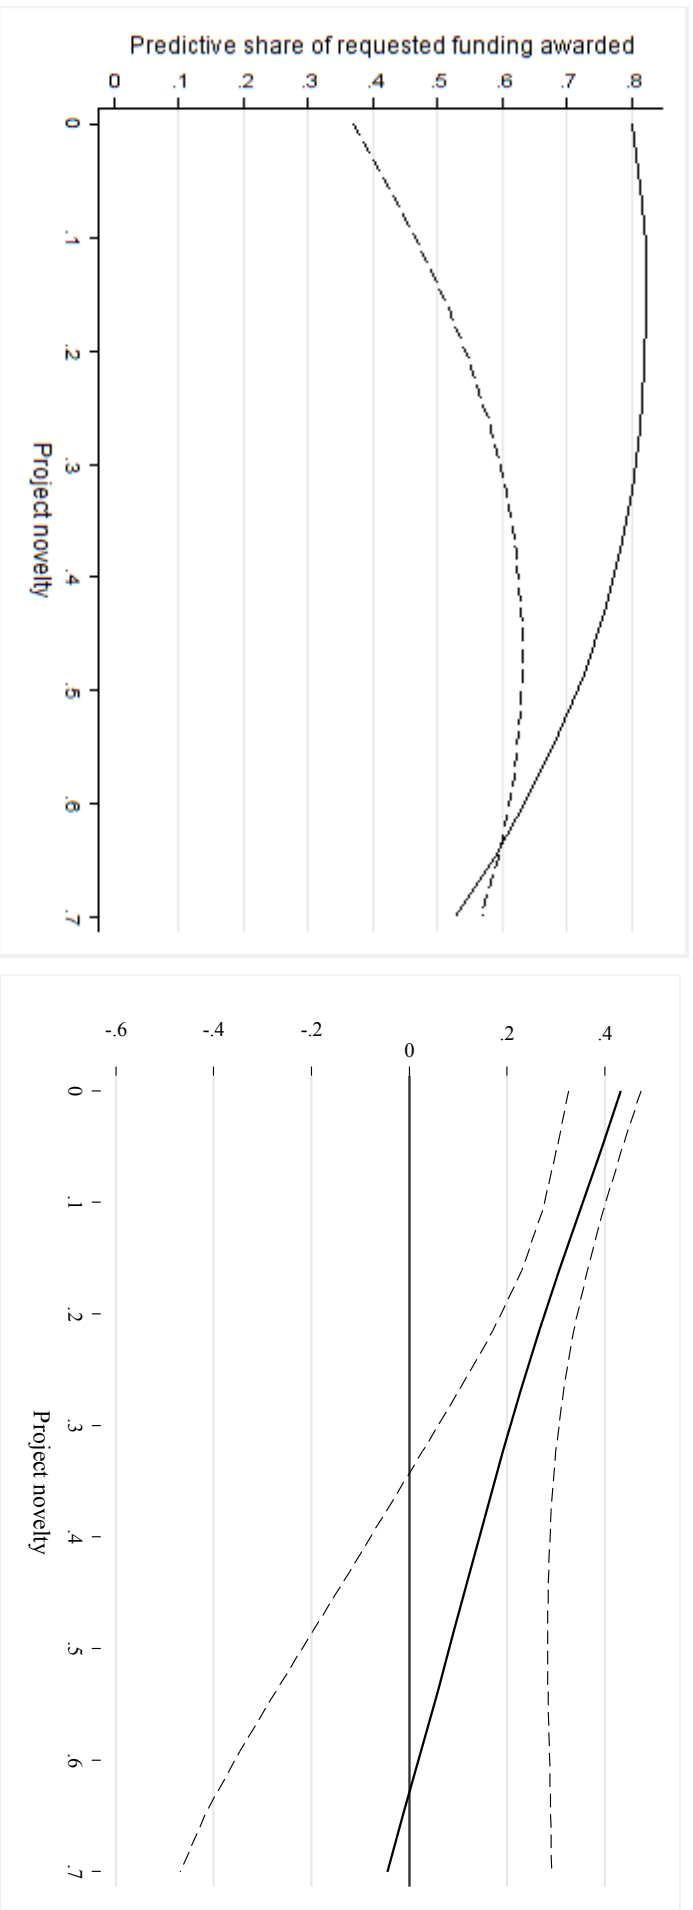 Predictive share of requested funding awarded
0 .1 .2 .3 .4 .5 .6 .7 .8
0 .1 .2 .3 .4 .5 .6 .7
Project novelty
-.6 -.4 -.2 0 .2 .4
0 .1 .2 .3 .4 .5 .6 .7
Project novelty